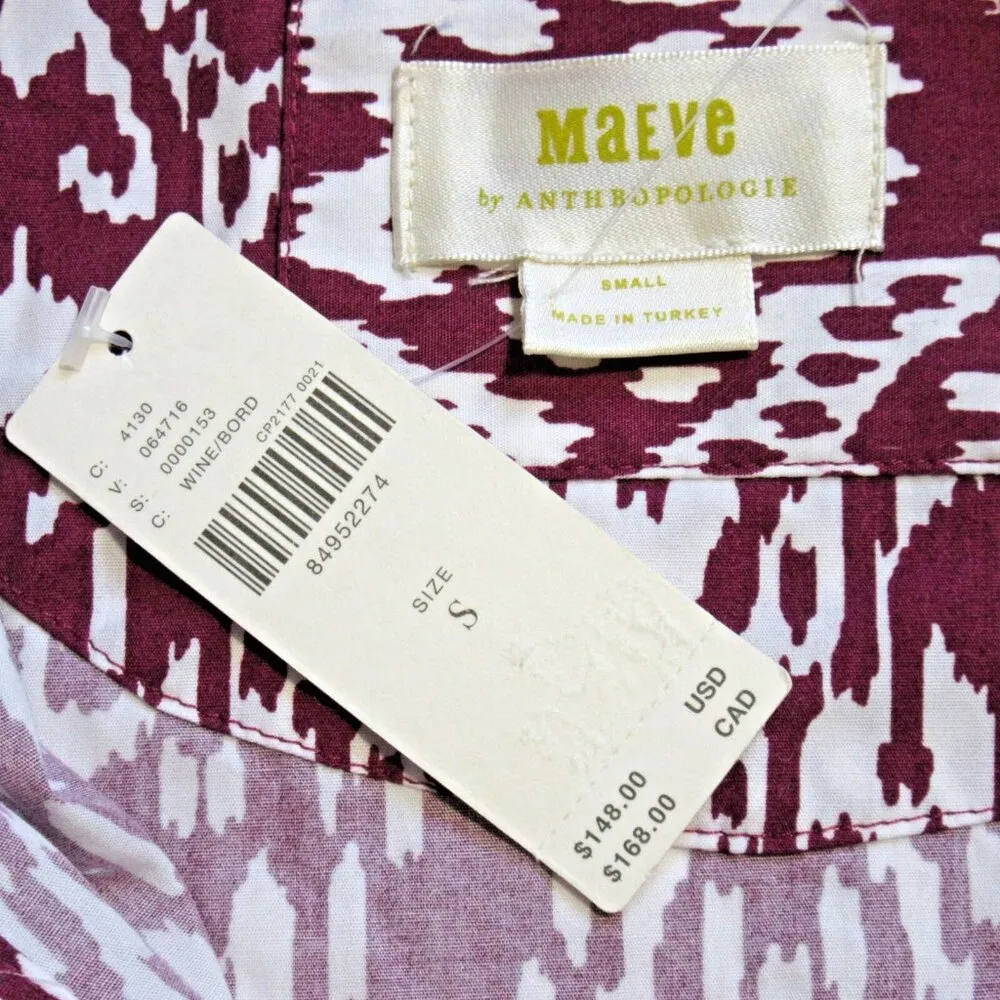 MaEVe
by ANTHROPOLOGIE
SMALL
MADE IN TURKEY
C: 4130
V: 064716
S: 0000153
C: WINE/BORD
CP2177 0021
84952274
SIZE
S
USD $148.00
CAD $168.00